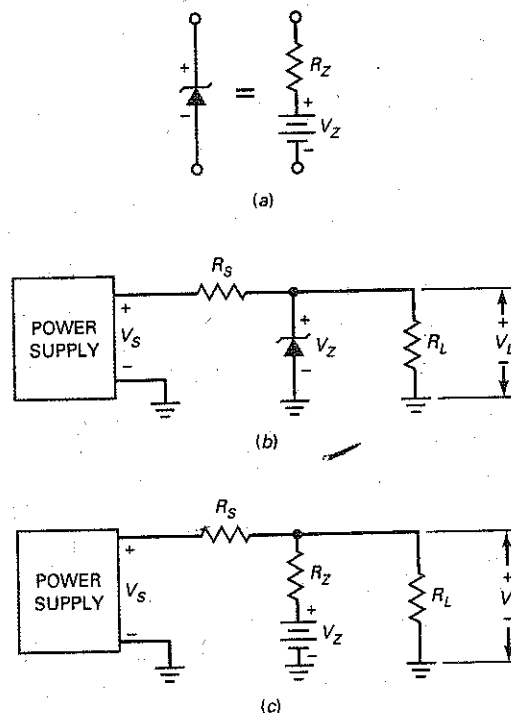 +
−
=
R_Z
+
V_Z
−
(a)
R_S
POWER
SUPPLY
+
V_S
−
+
V_Z
−
R_L
+
V_L
−
(b)
R_S
POWER
SUPPLY
+
V_S
−
R_Z
+
V_Z
−
R_L
+
V
−
(c)